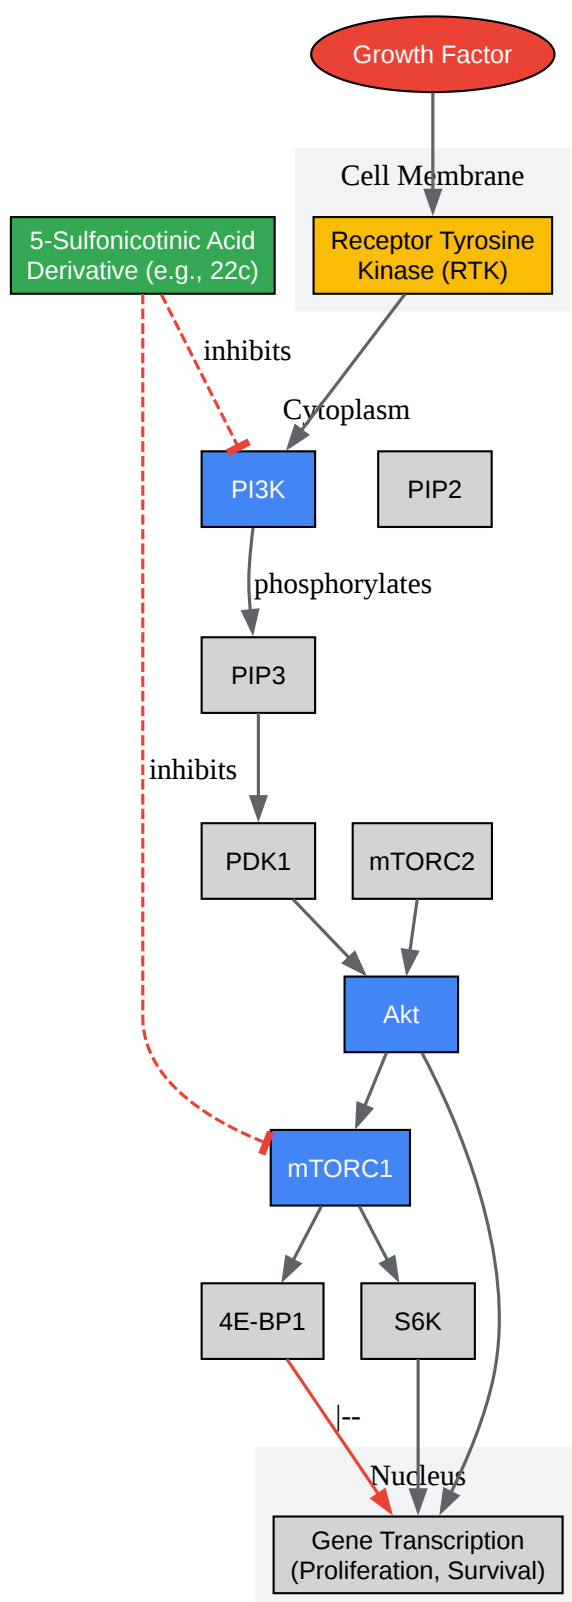 Growth Factor
Cell Membrane
5-Sulfonicotinic Acid
Derivative (e.g., 22c)
Receptor Tyrosine
Kinase (RTK)
inhibits
Cytoplasm
PI3K
PIP2
phosphorylates
PIP3
inhibits
PDK1
mTORC2
Akt
mTORC1
4E-BP1
S6K
|--
Nucleus
Gene Transcription
(Proliferation, Survival)